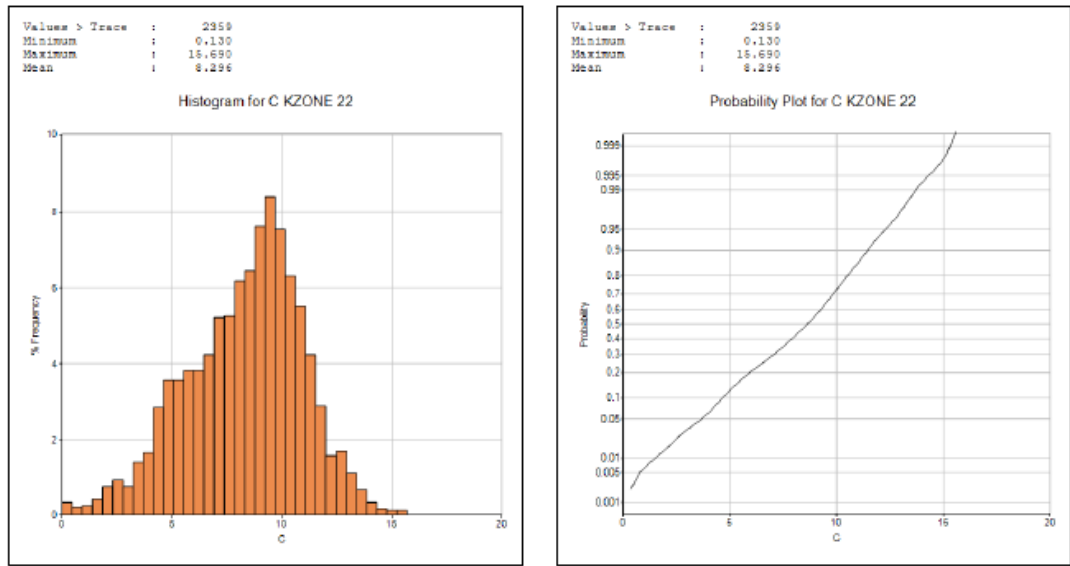 Values > Trace : 2359
Minimum : 0.130
Maximum : 15.690
Mean : 8.296
Histogram for C KZONE 22
% Frequency
10
8
6
4
2
0
0 5 10 15 20
C
Values > Trace : 2359
Minimum : 0.130
Maximum : 15.690
Mean : 8.296
Probability Plot for C KZONE 22
Probability
0.999
0.995
0.99
0.95
0.9
0.8
0.7
0.6
0.5
0.4
0.3
0.2
0.1
0.05
0.01
0.005
0.001
0 5 10 15 20
C